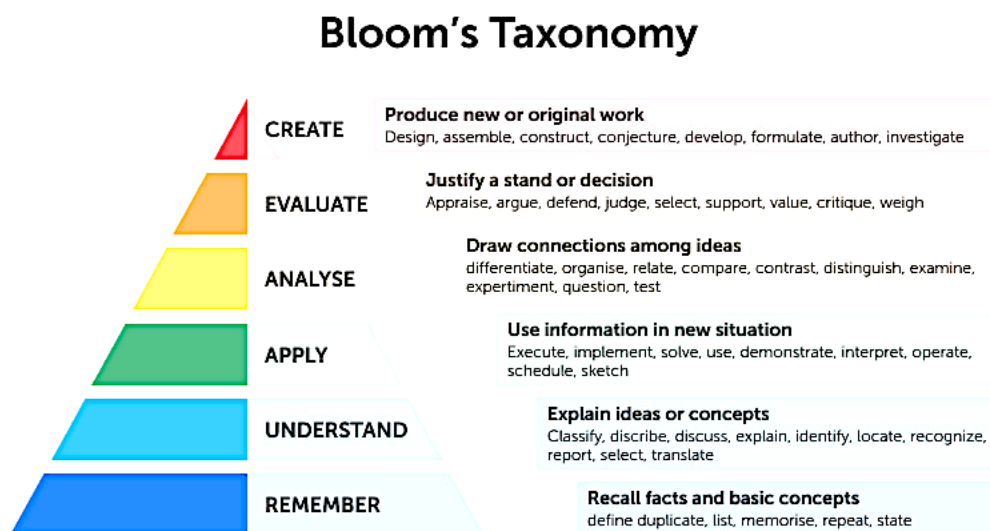 Bloom's Taxonomy
CREATE
Produce new or original work
Design, assemble, construct, conjecture, develop, formulate, author, investigate
EVALUATE
Justify a stand or decision
Appraise, argue, defend, judge, select, support, value, critique, weigh
ANALYSE
Draw connections among ideas
differentiate, organise, relate, compare, contrast, distinguish, examine,
expertiment, question, test
APPLY
Use information in new situation
Execute, implement, solve, use, demonstrate, interpret, operate,
schedule, sketch
UNDERSTAND
Explain ideas or concepts
Classify, discribe, discuss, explain, identify, locate, recognize,
report, select, translate
REMEMBER
Recall facts and basic concepts
define duplicate, list, memorise, repeat, state